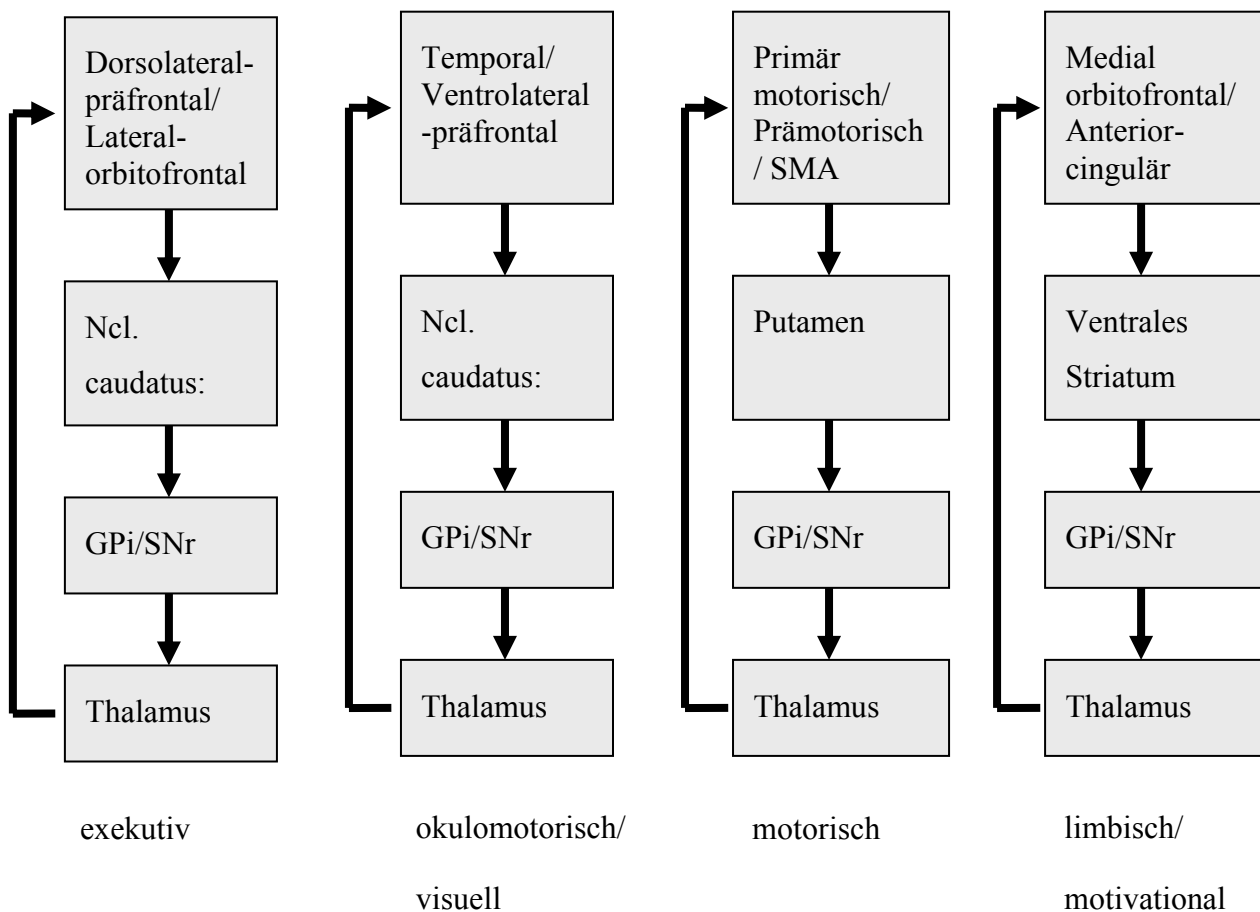 Dorsolateral-
präfrontal/
Lateral-
orbitofrontal
Ncl.
caudatus:
GPi/SNr
Thalamus
exekutiv
Temporal/
Ventrolateral
-präfrontal
Ncl.
caudatus:
GPi/SNr
Thalamus
okulomotorisch/
visuell
Primär
motorisch/
Prämotorisch
/ SMA
Putamen
GPi/SNr
Thalamus
motorisch
Medial
orbitofrontal/
Anterior-
cingulär
Ventrales
Striatum
GPi/SNr
Thalamus
limbisch/
motivational